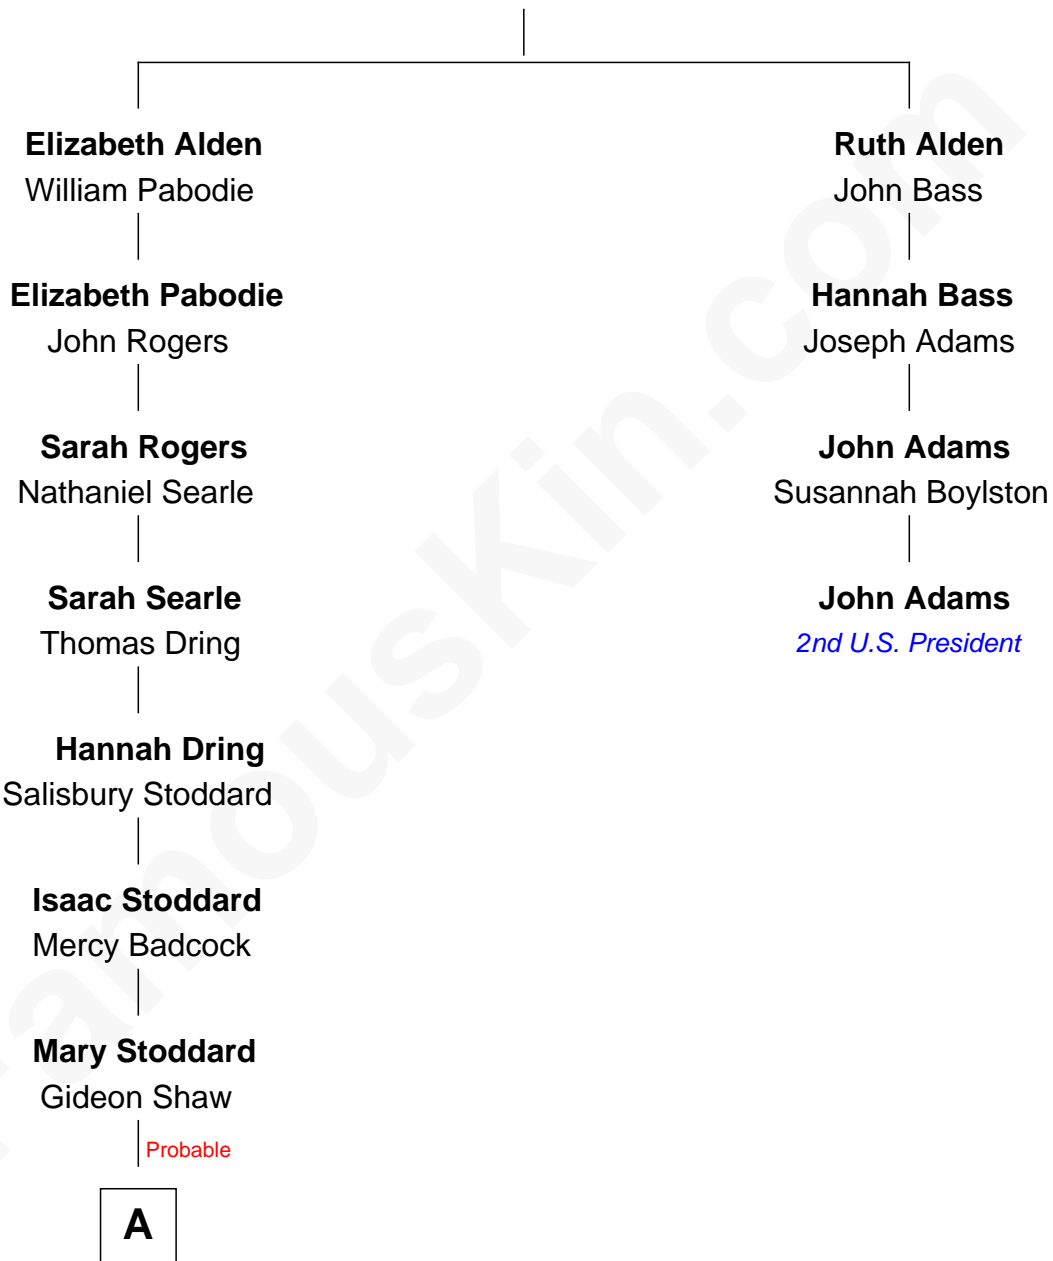 Elizabeth Alden
William Pabodie
Elizabeth Pabodie
John Rogers
Sarah Rogers
Nathaniel Searle
Sarah Searle
Thomas Dring
Hannah Dring
Salisbury Stoddard
Isaac Stoddard
Mercy Badcock
Mary Stoddard
Gideon Shaw
Probable
A
Ruth Alden
John Bass
Hannah Bass
Joseph Adams
John Adams
Susannah Boylston
John Adams
2nd U.S. President
FamousKin.com